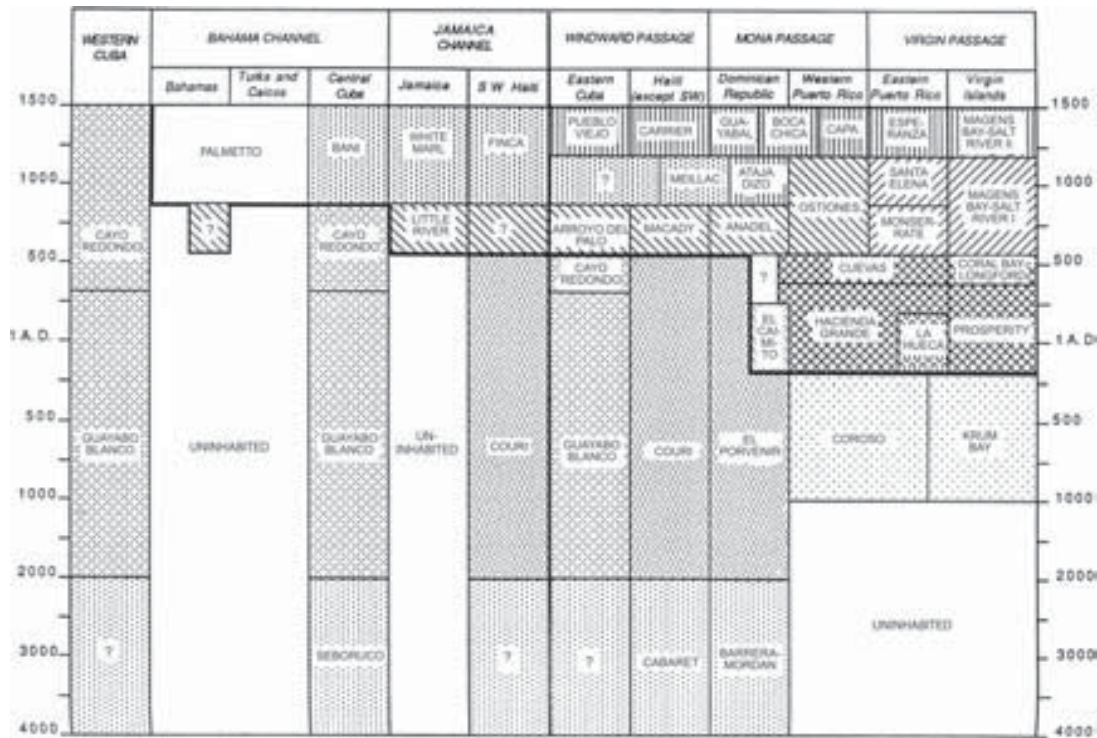 WESTERN CUBA
BAHAMA CHANNEL
JAMAICA CHANNEL
WINDWARD PASSAGE
MONA PASSAGE
VIRGIN PASSAGE
Bahamas
Turks and Caicos
Central Cuba
Jamaica
S W Haiti
Eastern Cuba
Haiti (except SW)
Dominican Republic
Western Puerto Rico
Eastern Puerto Rico
Virgin Islands
1500
1500
PUEBLO VIEJO
CARRIER
GUA-
YABAL
BOCA CHICA
CAPA
ESPE-
RANZA
MAGENS BAY-SALT RIVER II
PALMETTO
BANI
WHITE MARL
FINCA
?
MEILLAC
ATAJA
DIZO
SANTA ELENA
1000
1000
OSTIONES
MAGENS BAY-SALT RIVER I
?
CAYO REDONDO
CAYO REDONDO
LITTLE RIVER
?
ARROYO DEL PALO
MACADY
ANADEL
MONSER-
RATE
500
500
CAYO REDONDO
?
CUEVAS
CORAL BAY-
LONGFORD
EL CAI-
MI-
TO
HACIENDA GRANDE
LA HUECA
PROSPERITY
1 A.D.
1 A.D.
500
500
GUAYABO BLANCO
UNINHABITED
GUAYABO BLANCO
UN-
INHABITED
COURI
GUAYABO BLANCO
COURI
EL PORVENIR
COROSO
KRUM BAY
1000
1000
2000
2000
UNINHABITED
?
SEBORUCO
?
?
CABARET
BARRERA-
MORDAN
3000
3000
4000
4000